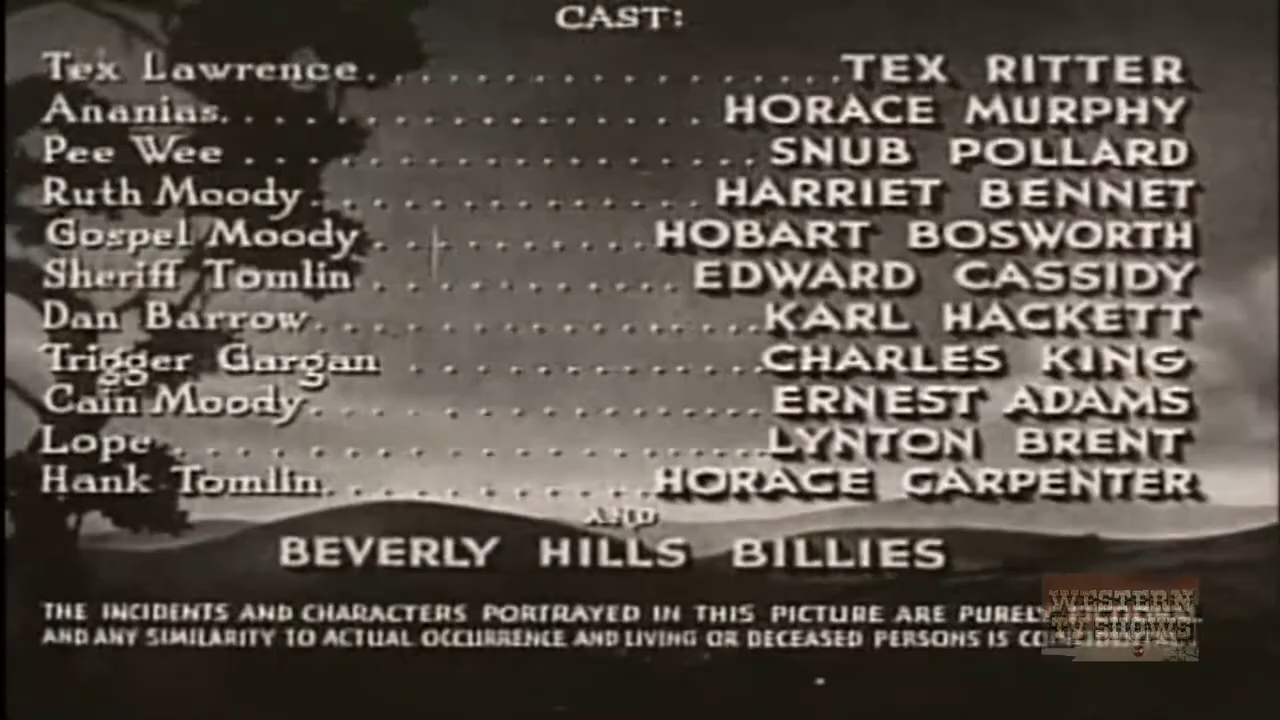 CAST:
Tex Lawrence. . . . . . . . . . . . . . . . . . . . TEX RITTER
Ananias. . . . . . . . . . . . . . . . . . . . HORACE MURPHY
Pee Wee . . . . . . . . . . . . . . . . . . . . SNUB POLLARD
Ruth Moody. . . . . . . . . . . . . . . . . HARRIET BENNET
Gospel Moody. . . . . . . . . . . . HOBART BOSWORTH
Sheriff Tomlin . . . . . . . . . . . . . EDWARD CASSIDY
Dan Barrow. . . . . . . . . . . . . . . . . . KARL HACKETT
Trigger Gargan . . . . . . . . . . . . . . CHARLES KING
Cain Moody. . . . . . . . . . . . . . . . . . ERNEST ADAMS
Lope . . . . . . . . . . . . . . . . . . . . . . . LYNTON BRENT
Hank Tomlin. . . . . . . . . . . . . HORACE CARPENTER
AND
BEVERLY HILLS BILLIES
THE INCIDENTS AND CHARACTERS PORTRAYED IN THIS PICTURE ARE PURELY
AND ANY SIMILARITY TO ACTUAL OCCURRENCE AND LIVING OR DECEASED PERSONS IS
WESTERN
TV SHOWS